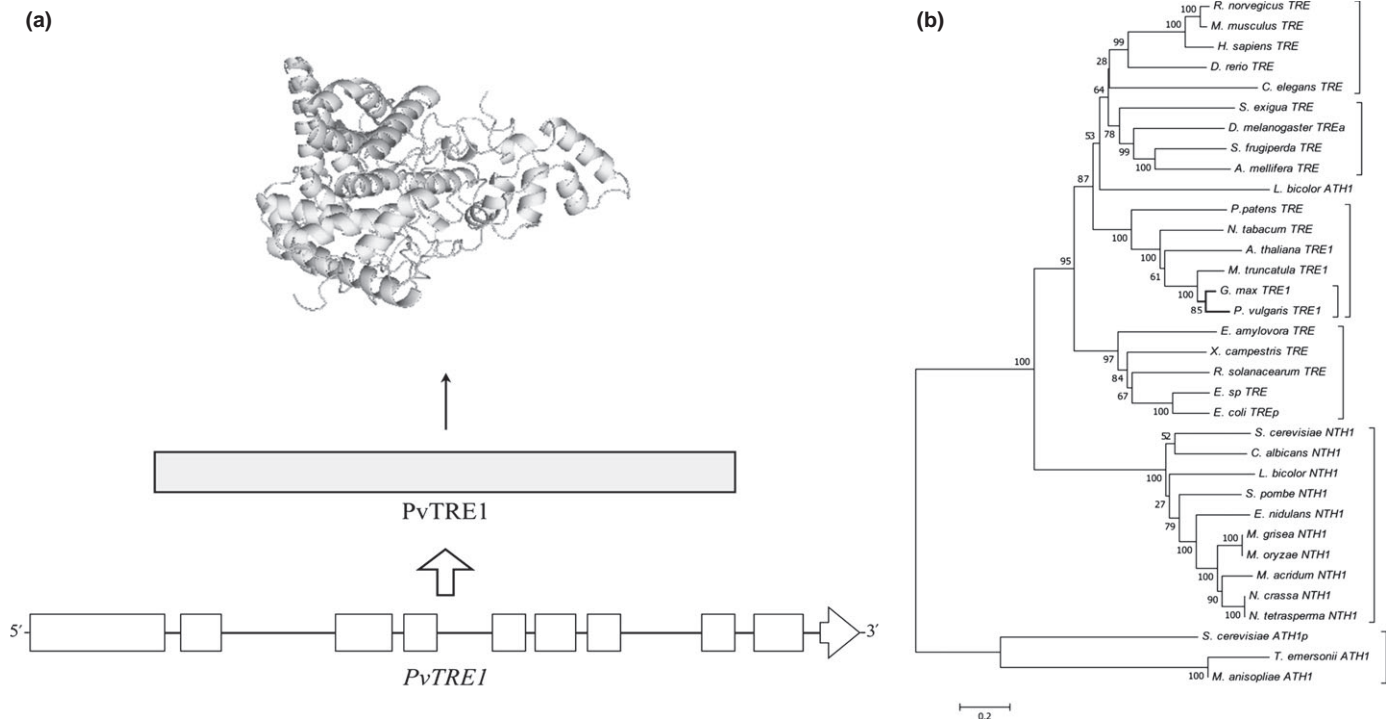 (a)
PvTRE1
5′
3′
PvTRE1
(b)
R. norvegicus TRE
M. musculus TRE
H. sapiens TRE
D. rerio TRE
C. elegans TRE
S. exigua TRE
D. melanogaster TREa
S. frugiperda TRE
A. mellifera TRE
L. bicolor ATH1
P.patens TRE
N. tabacum TRE
A. thaliana TRE1
M. truncatula TRE1
G. max TRE1
P. vulgaris TRE1
E. amylovora TRE
X. campestris TRE
R. solanacearum TRE
E. sp TRE
E. coli TREp
S. cerevisiae NTH1
C. albicans NTH1
L. bicolor NTH1
S. pombe NTH1
E. nidulans NTH1
M. grisea NTH1
M. oryzae NTH1
M. acridum NTH1
N. crassa NTH1
N. tetrasperma NTH1
S. cerevisiae ATH1p
T. emersonii ATH1
M. anisopliae ATH1
100
100
99
28
64
78
53
99
100
87
100
100
61
100
85
95
97
84
67
100
100
52
100
27
79
100
100
100
90
100
100
0.2